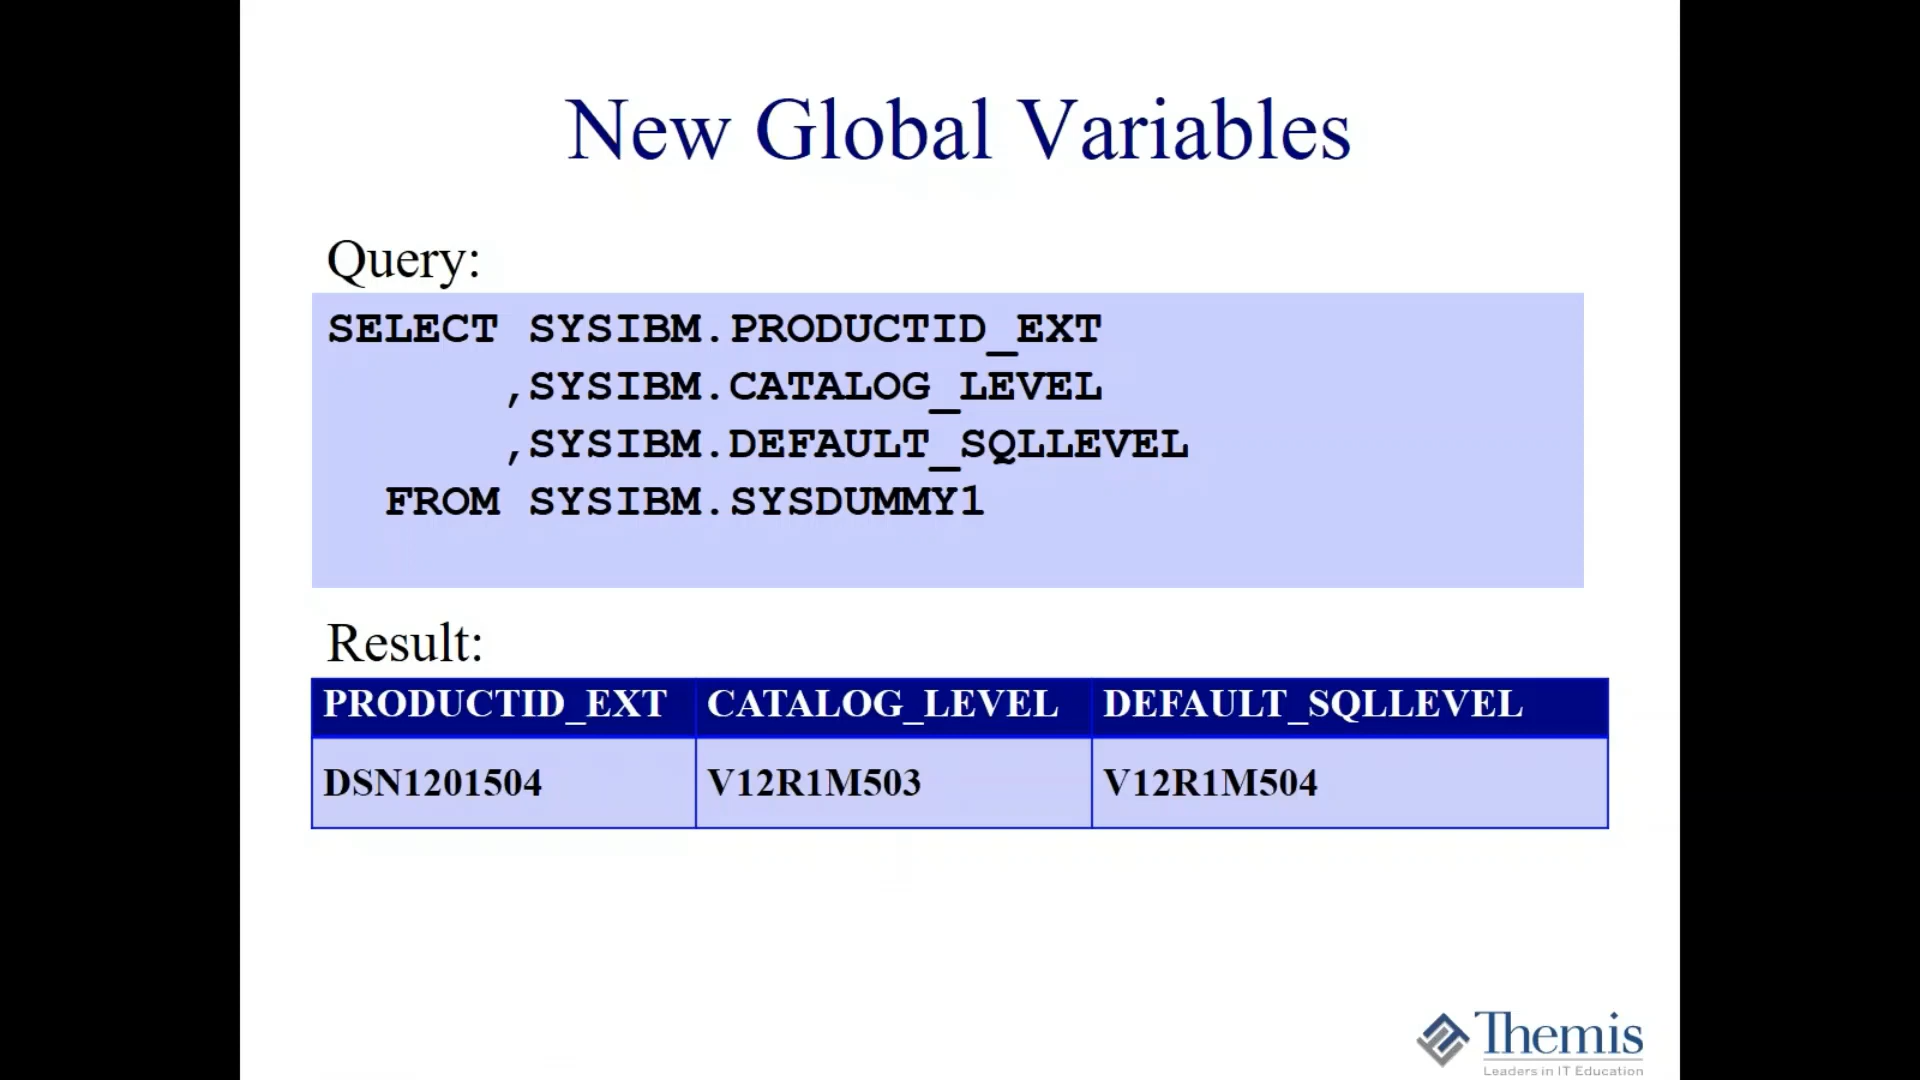 New Global Variables
Query:
SELECT SYSIBM.PRODUCTID_EXT
,SYSIBM.CATALOG_LEVEL
,SYSIBM.DEFAULT_SQLLEVEL
FROM SYSIBM.SYSDUMMY1
Result:
PRODUCTID_EXT CATALOG_LEVEL DEFAULT_SQLLEVEL
DSN1201504 V12R1M503 V12R1M504
Themis
Leaders in IT Education